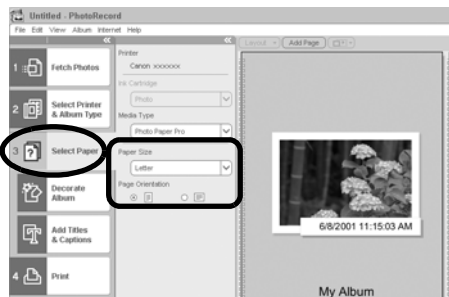 Untitled - PhotoRecord
File Edit View Album Internet Help
Printer
Canon xxxxxx
Ink Cartridge
Photo
Media Type
Photo Paper Pro
Paper Size
Letter
Page Orientation
1 Fetch Photos
2 Select Printer
& Album Type
3 Select Paper
Decorate
Album
Add Titles
& Captions
4 Print
Layout
Add Page
6/8/2001 11:15:03 AM
My Album